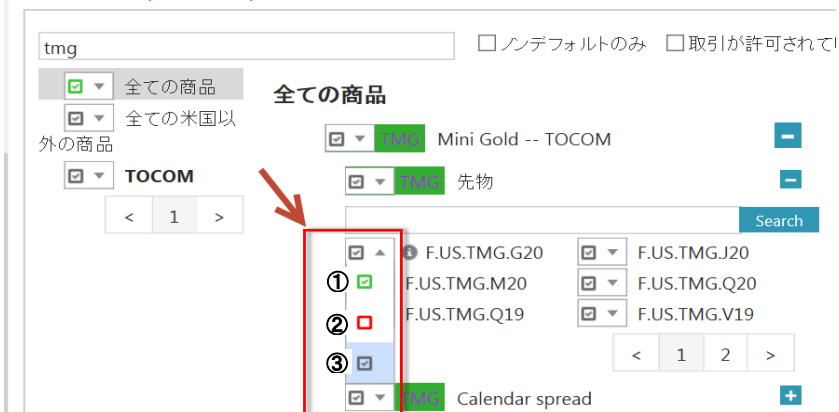 tmg
ノンデフォルトのみ 取引が許可されて
全ての商品
全ての米国以
外の商品
TOCOM
< 1 >
全ての商品
TMG Mini Gold -- TOCOM
TMG 先物
Search
F.US.TMG.G20 F.US.TMG.J20
① F.US.TMG.M20 F.US.TMG.Q20
② F.US.TMG.Q19 F.US.TMG.V19
③
< 1 2 >
TMG Calendar spread